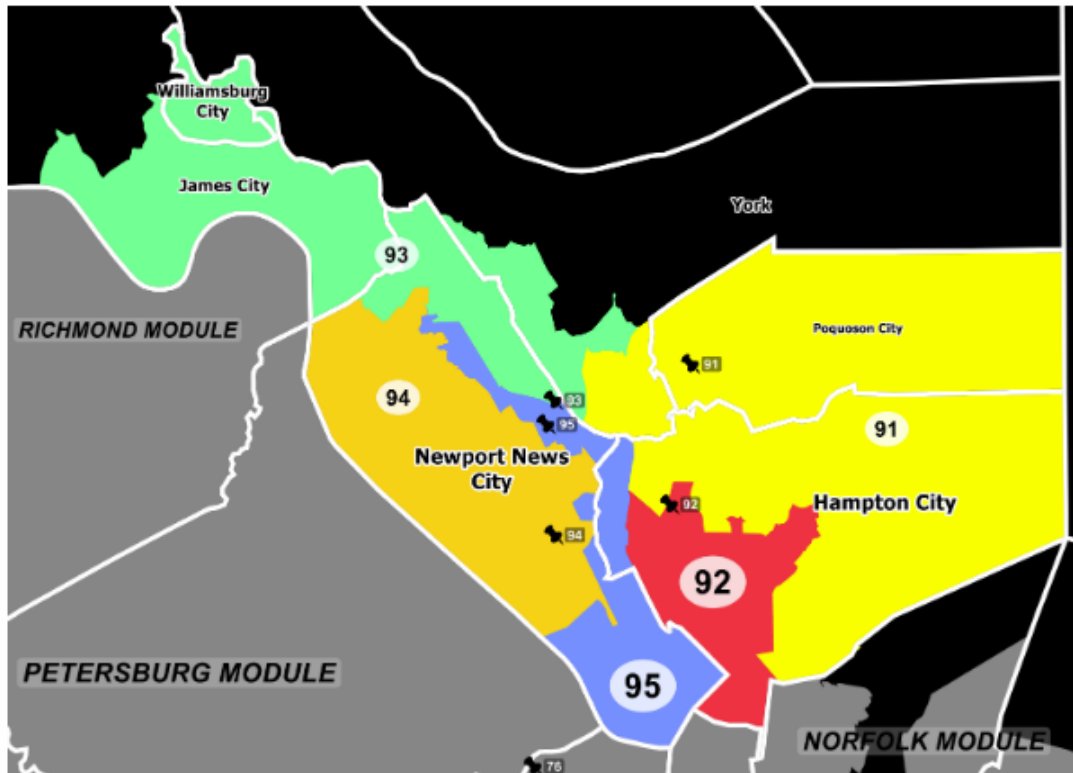 Williamsburg
City
James City
York
93
RICHMOND MODULE
Poquoson City
91
94
93
95
91
Newport News
City
Hampton City
92
94
92
PETERSBURG MODULE
95
NORFOLK MODULE
76